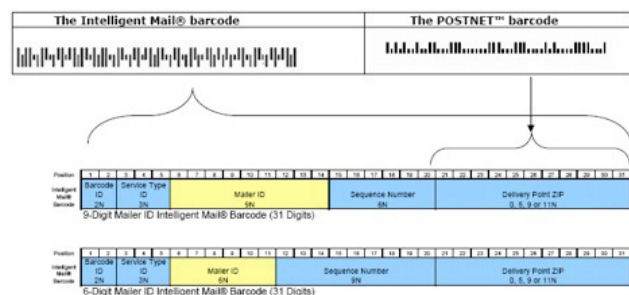 The Intelligent Mail® barcode The POSTNET™ barcode
Position 1 2 3 4 5 6 7 8 9 10 11 12 13 14 15 16 17 18 19 20 21 22 23 24 25 26 27 28 29 30 31
Intelligent Mail® Barcode
Barcode ID 2N
Service Type ID 3N
Mailer ID 9N
Sequence Number 6N
Delivery Point ZIP 0, 5, 9 or 11N
9-Digit Mailer ID Intelligent Mail® Barcode (31 Digits)
Position 1 2 3 4 5 6 7 8 9 10 11 12 13 14 15 16 17 18 19 20 21 22 23 24 25 26 27 28 29 30 31
Intelligent Mail® Barcode
Barcode ID 2N
Service Type ID 3N
Mailer ID 6N
Sequence Number 9N
Delivery Point ZIP 0, 5, 9 or 11N
6-Digit Mailer ID Intelligent Mail® Barcode (31 Digits)